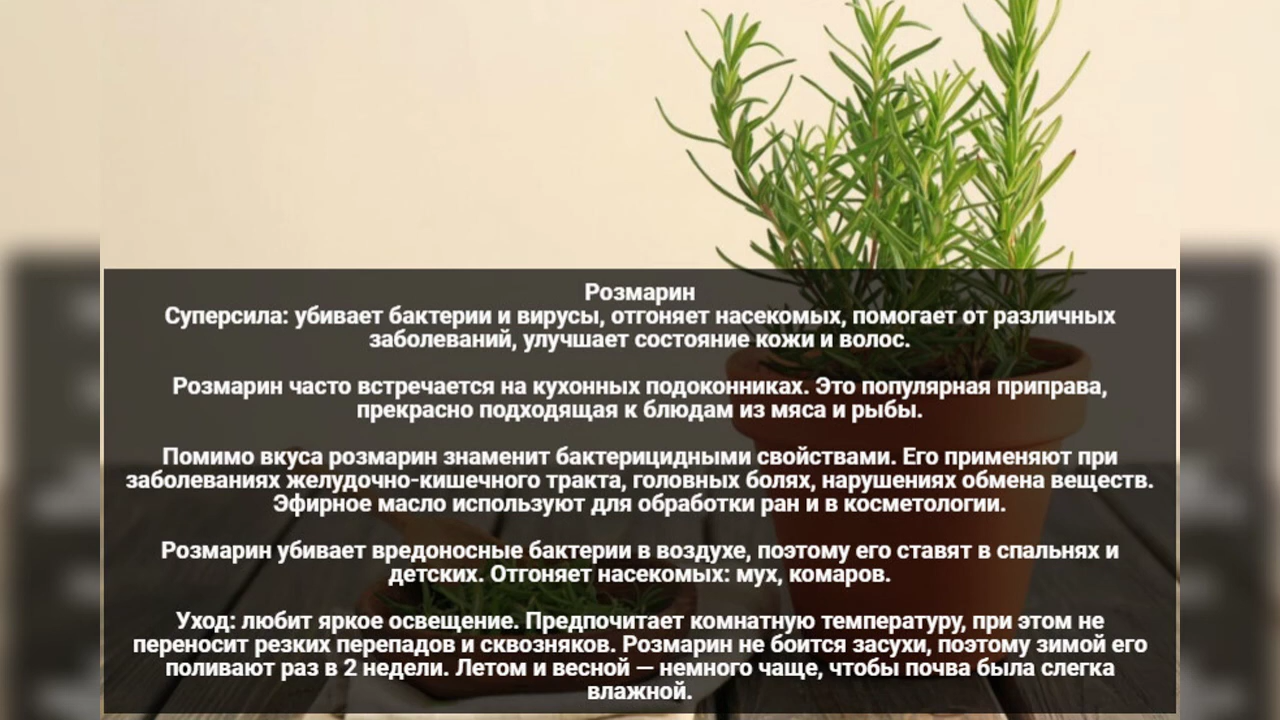 Розмарин
Суперсила: убивает бактерии и вирусы, отгоняет насекомых, помогает от различных
заболеваний, улучшает состояние кожи и волос.
Розмарин часто встречается на кухонных подоконниках. Это популярная приправа,
прекрасно подходящая к блюдам из мяса и рыбы.
Помимо вкуса розмарин знаменит бактерицидными свойствами. Его применяют при
заболеваниях желудочно-кишечного тракта, головных болях, нарушениях обмена веществ.
Эфирное масло используют для обработки ран и в косметологии.
Розмарин убивает вредоносные бактерии в воздухе, поэтому его ставят в спальнях и
детских. Отгоняет насекомых: мух, комаров.
Уход: любит яркое освещение. Предпочитает комнатную температуру, при этом не
переносит резких перепадов и сквозняков. Розмарин не боится засухи, поэтому зимой его
поливают раз в 2 недели. Летом и весной — немного чаще, чтобы почва была слегка
влажной.